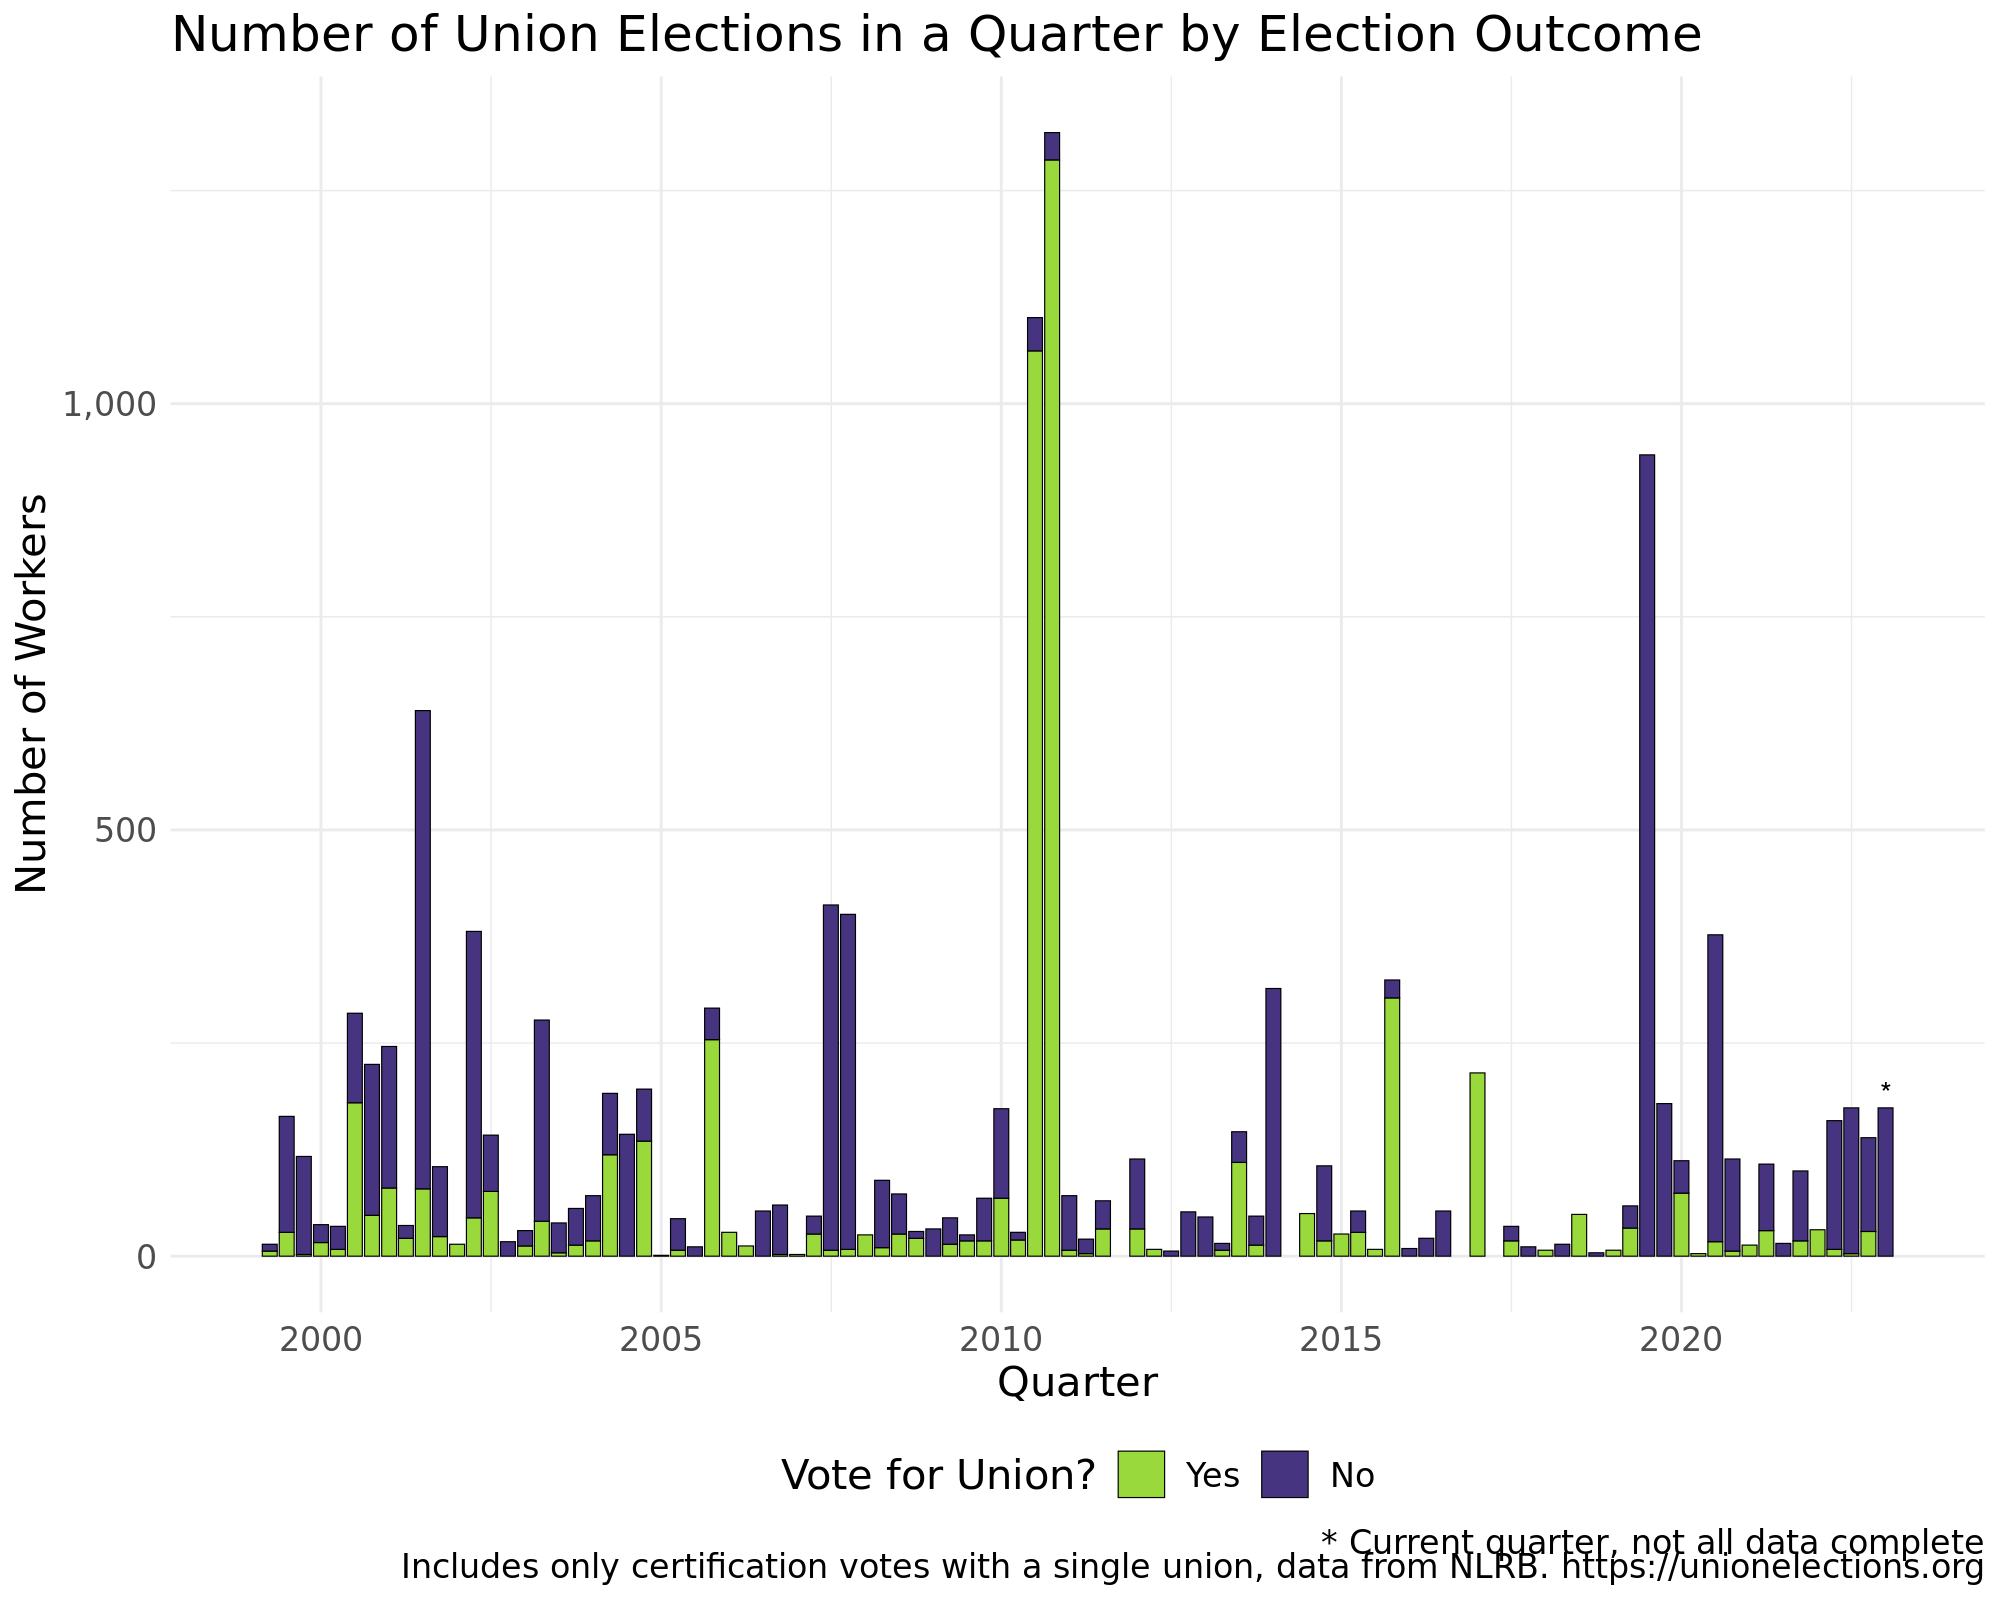 Number of Union Elections in a Quarter by Election Outcome
Number of Workers
1,000
500
0
*
2000 2005 2010 2015 2020
Quarter
Vote for Union? Yes No
* Current quarter, not all data complete
Includes only certification votes with a single union, data from NLRB. https://unionelections.org